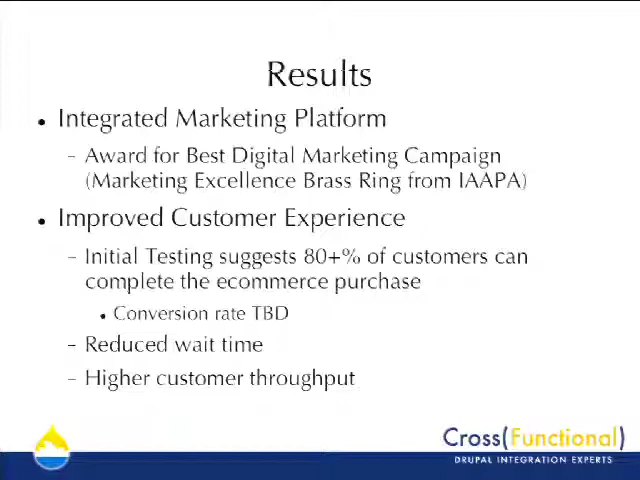 Results
• Integrated Marketing Platform
– Award for Best Digital Marketing Campaign
(Marketing Excellence Brass Ring from IAAPA)
• Improved Customer Experience
– Initial Testing suggests 80+% of customers can
complete the ecommerce purchase
• Conversion rate TBD
– Reduced wait time
– Higher customer throughput
Cross(Functional)
DRUPAL INTEGRATION EXPERTS